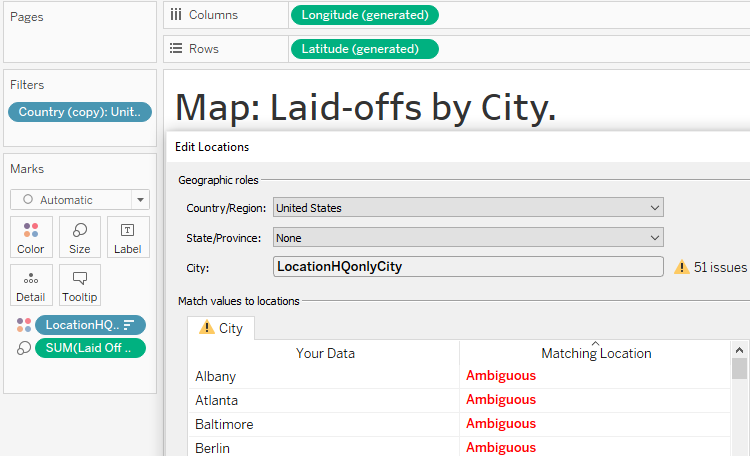 Pages
Columns
Longitude (generated)
Rows
Latitude (generated)
Filters
Country (copy): Unit..
Map: Laid-offs by City.
Edit Locations
Marks
Automatic
Color
Size
Label
Detail
Tooltip
LocationHQ..
SUM(Laid Off ..
Geographic roles
Country/Region: United States
State/Province: None
City: LocationHQonlyCity 51 issues
Match values to locations
City
Your Data Matching Location
Albany Ambiguous
Atlanta Ambiguous
Baltimore Ambiguous
Berlin Ambiguous